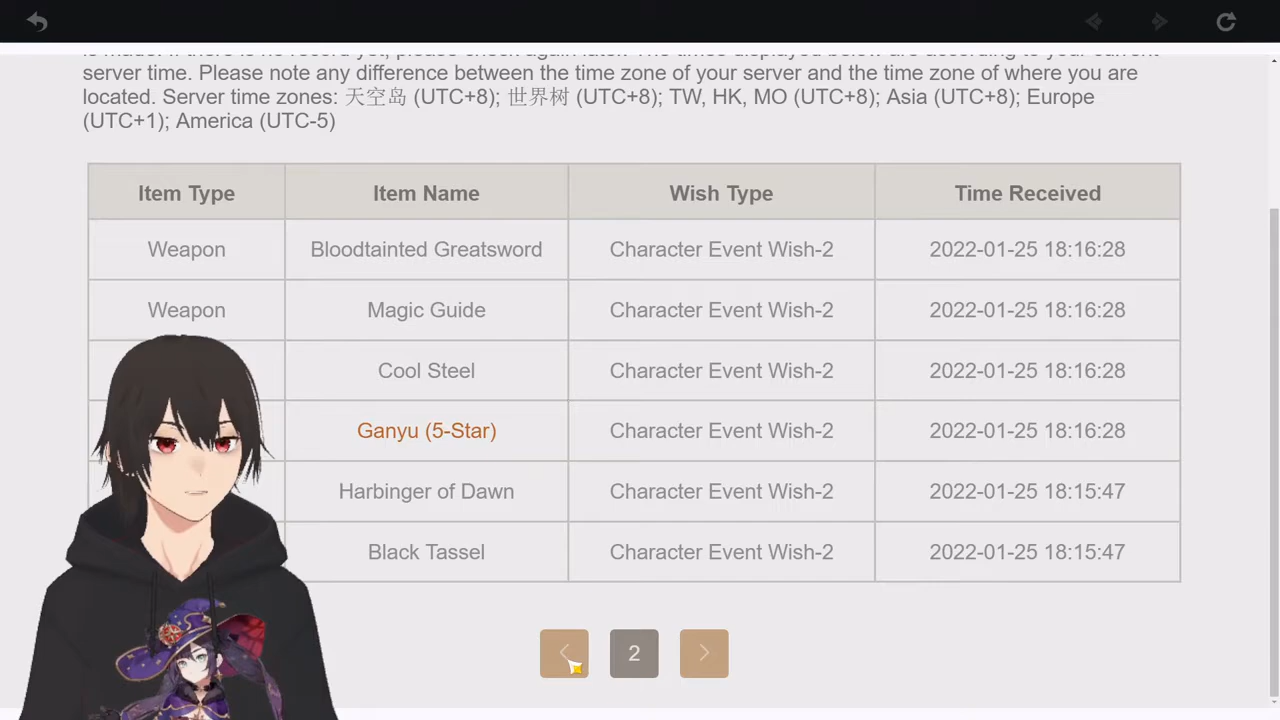 server time. Please note any difference between the time zone of your server and the time zone of where you are
located. Server time zones: 天空岛 (UTC+8); 世界树 (UTC+8); TW, HK, MO (UTC+8); Asia (UTC+8); Europe
(UTC+1); America (UTC-5)
Item Type Item Name Wish Type Time Received
Weapon Bloodtainted Greatsword Character Event Wish-2 2022-01-25 18:16:28
Weapon Magic Guide Character Event Wish-2 2022-01-25 18:16:28
Cool Steel Character Event Wish-2 2022-01-25 18:16:28
Ganyu (5-Star) Character Event Wish-2 2022-01-25 18:16:28
Harbinger of Dawn Character Event Wish-2 2022-01-25 18:15:47
Black Tassel Character Event Wish-2 2022-01-25 18:15:47
2